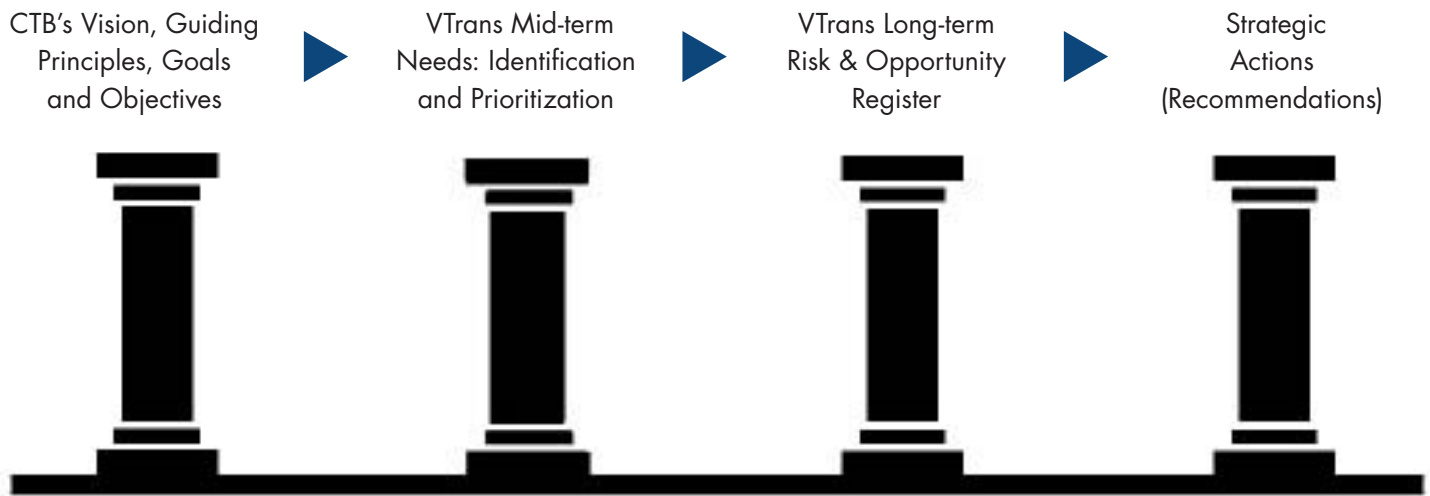 CTB's Vision, Guiding
Principles, Goals
and Objectives
VTrans Mid-term
Needs: Identification
and Prioritization
VTrans Long-term
Risk & Opportunity
Register
Strategic
Actions
(Recommendations)